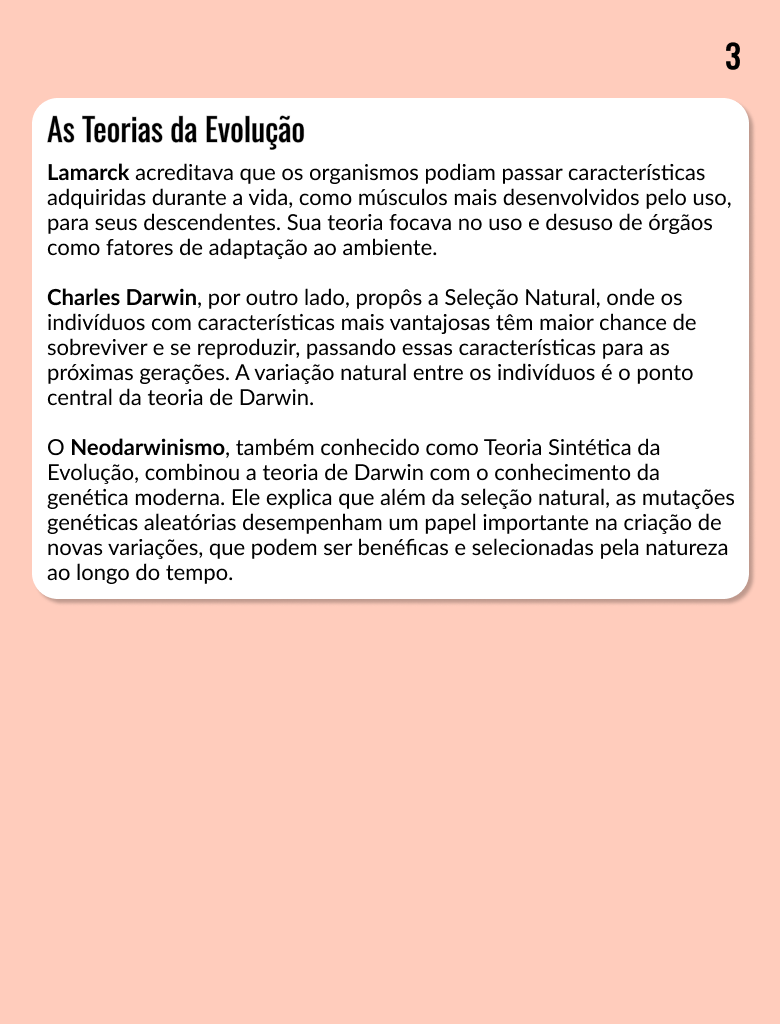 3
As Teorias da Evolução
Lamarck acreditava que os organismos podiam passar características
adquiridas durante a vida, como músculos mais desenvolvidos pelo uso,
para seus descendentes. Sua teoria focava no uso e desuso de órgãos
como fatores de adaptação ao ambiente.
Charles Darwin, por outro lado, propôs a Seleção Natural, onde os
indivíduos com características mais vantajosas têm maior chance de
sobreviver e se reproduzir, passando essas características para as
próximas gerações. A variação natural entre os indivíduos é o ponto
central da teoria de Darwin.
O Neodarwinismo, também conhecido como Teoria Sintética da
Evolução, combinou a teoria de Darwin com o conhecimento da
genética moderna. Ele explica que além da seleção natural, as mutações
genéticas aleatórias desempenham um papel importante na criação de
novas variações, que podem ser benéficas e selecionadas pela natureza
ao longo do tempo.